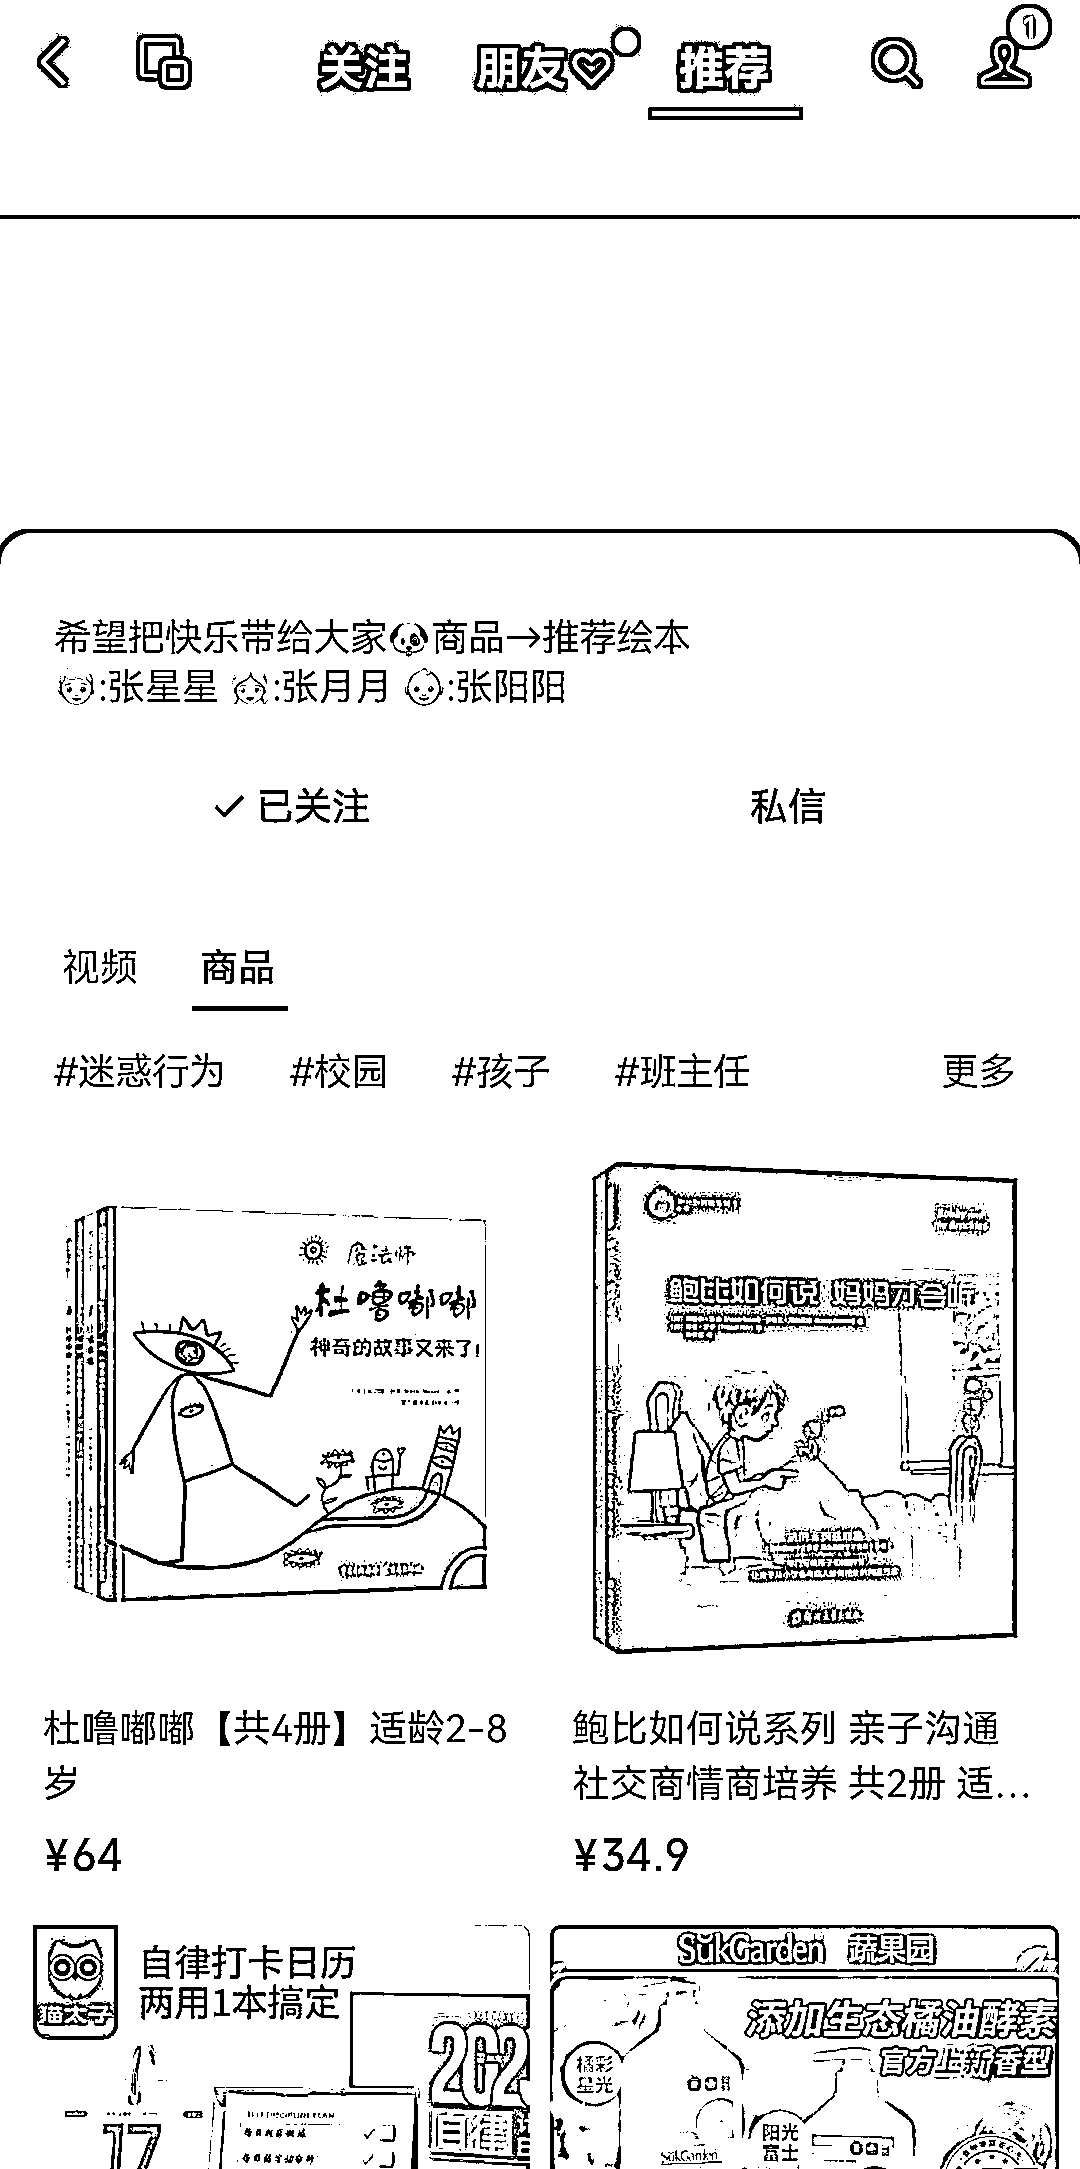 关注 朋友 推荐
1
希望把快乐带给大家🐶商品→推荐绘本
👦:张星星 👧:张月月 👶:张阳阳
✓ 已关注 私信
视频 商品
#迷惑行为 #校园 #孩子 #班主任 更多
魔法师
杜噜嘟嘟
神奇的故事又来了!
鲍比如何说 妈妈才会听
杜噜嘟嘟【共4册】适龄2-8
岁
¥64
鲍比如何说系列 亲子沟通
社交商情商培养 共2册 适...
¥34.9
猫太子
自律打卡日历
两用1本搞定
202
自律
17
SukGarden 蔬果园
添加生态橘油酵素
官方上新香型
橘彩
星光
阳光
富士
SukGarden